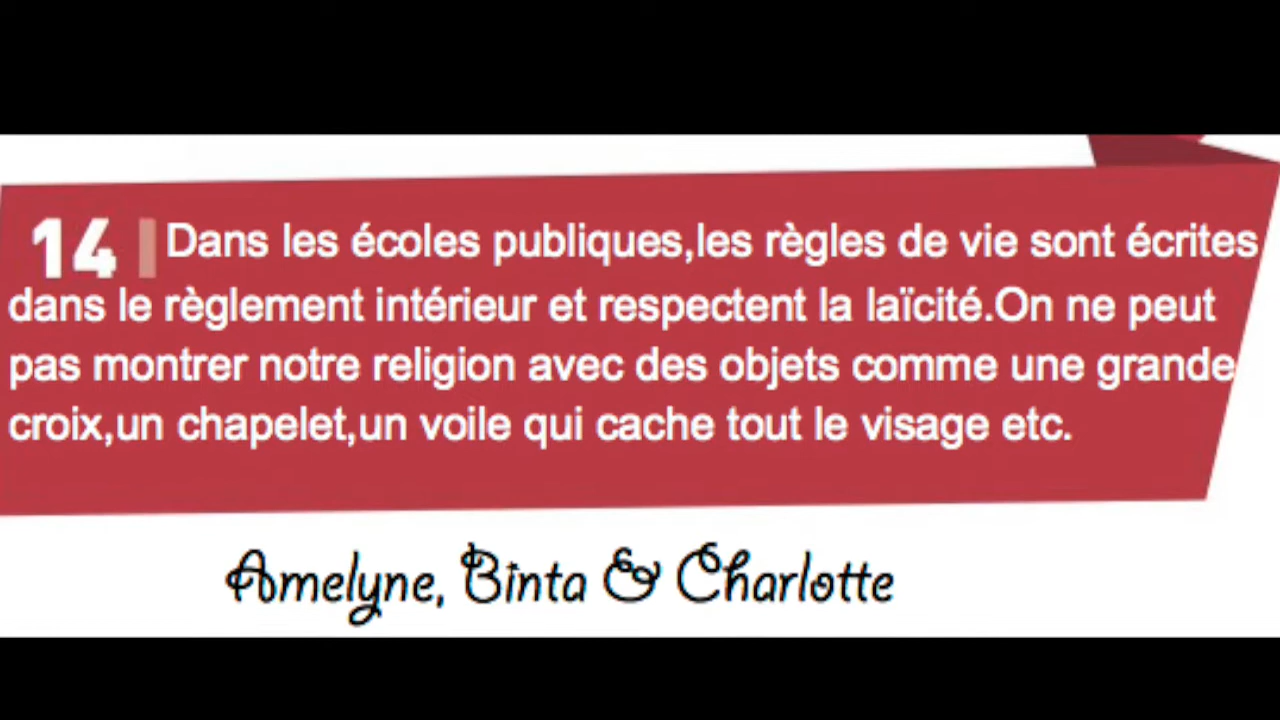 14 Dans les écoles publiques,les règles de vie sont écrites
dans le règlement intérieur et respectent la laïcité.On ne peut
pas montrer notre religion avec des objets comme une grande
croix,un chapelet,un voile qui cache tout le visage etc.
Amelyne, Binta & Charlotte